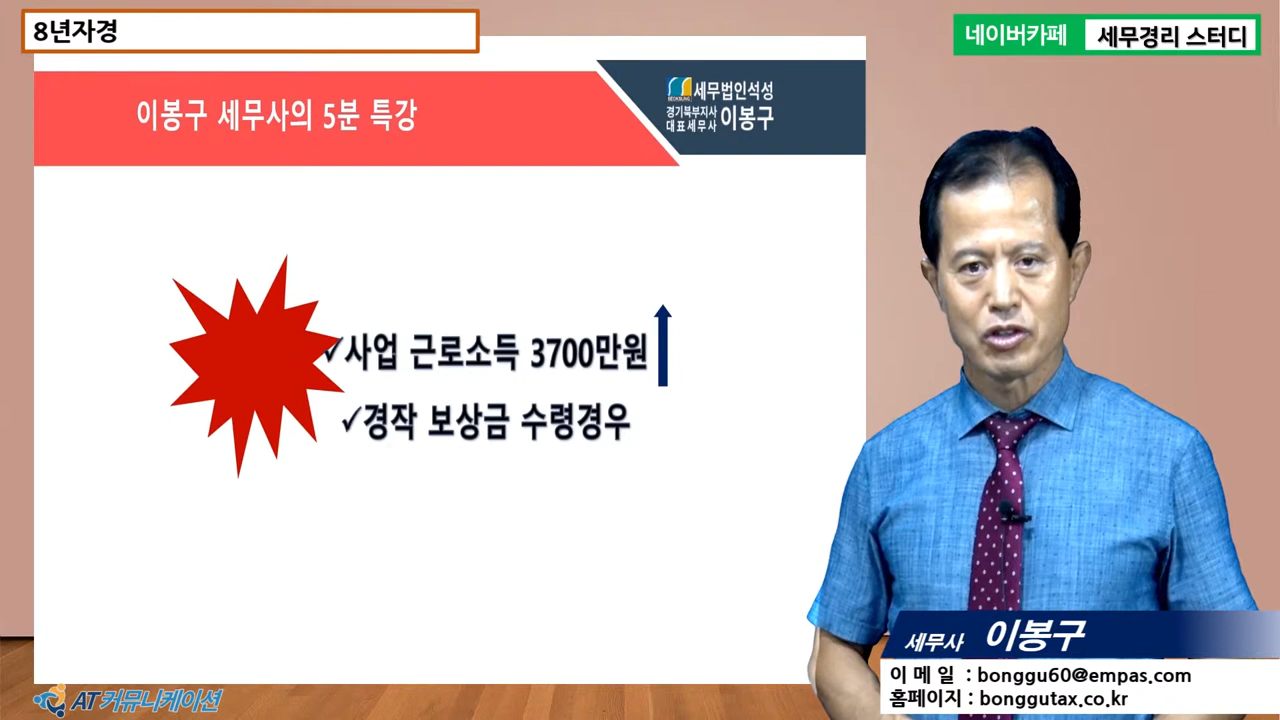 8년자경
네이버카페 세무경리 스터디
이봉구 세무사의 5분 특강
세무법인석성
경기북부지사
대표세무사 이봉구
✓사업 근로소득 3700만원
✓경작 보상금 수령경우
세무사 이봉구
이 메 일 : bonggu60@empas.com
홈페이지 : bonggutax.co.kr
AT커뮤니케이션